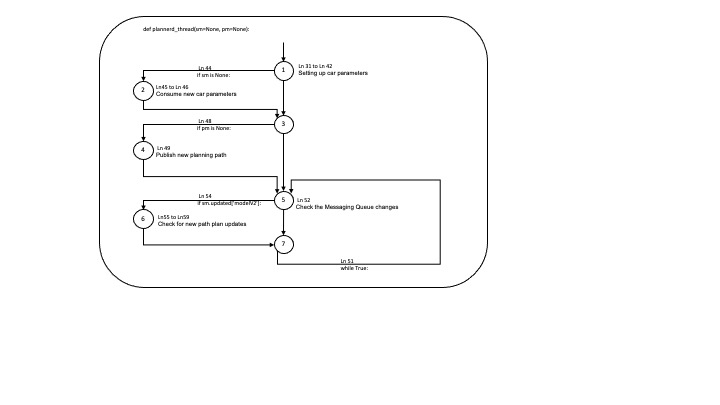 def plannerd_thread(sm=None, pm=None):
Ln 31 to Ln 42
1
Setting up car parameters
Ln 44
if sm is None:
2
Ln45 to Ln 46
Consume new car parameters
3
Ln 48
if pm is None:
4
Ln 49
Publish new planning path
5
Ln 52
Check the Messaging Queue changes
Ln 54
if sm.updated['modelV2']:
6
Ln55 to Ln59
Check for new path plan updates
7
Ln 51
while True: